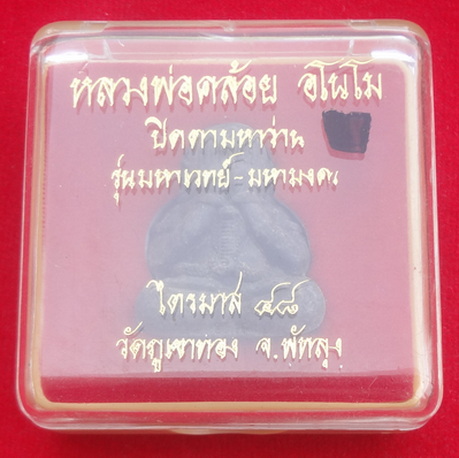 หลวงพ่อคล้อย อโนโม
ปิดตามหาว่าน
รุ่นมหาเวทย์-มหามงคล
ไตรมาส ๔๘
วัดภูเขาทอง จ.พัทลุง